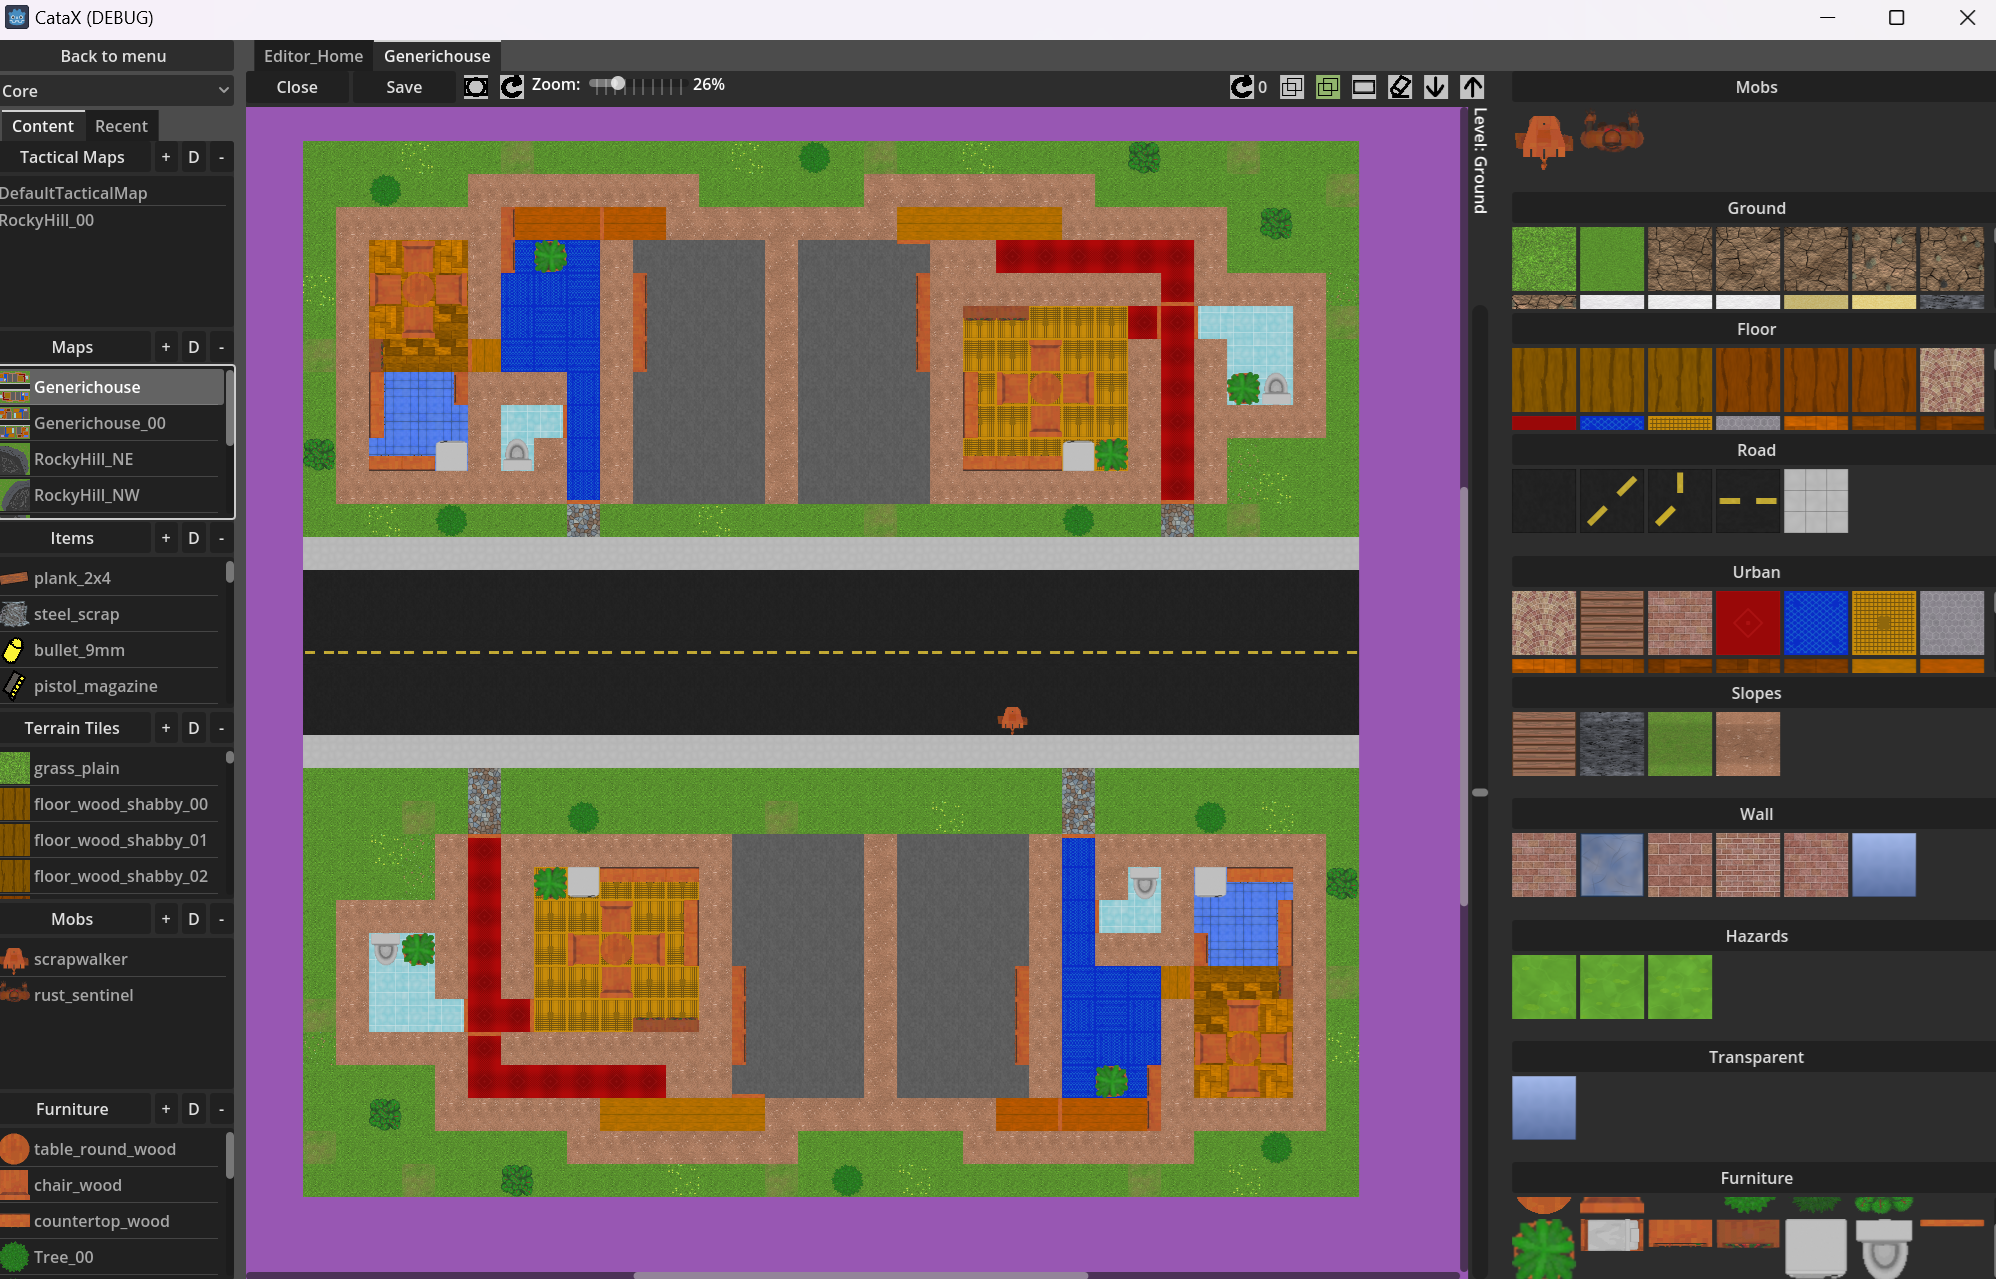 CataX (DEBUG)
Back to menu
Core
Content Recent
Tactical Maps + D -
DefaultTacticalMap
RockyHill_00
Maps + D -
Generichouse
Generichouse_00
RockyHill_NE
RockyHill_NW
Items + D -
plank_2x4
steel_scrap
bullet_9mm
pistol_magazine
Terrain Tiles + D -
grass_plain
floor_wood_shabby_00
floor_wood_shabby_01
floor_wood_shabby_02
Mobs + D -
scrapwalker
rust_sentinel
Furniture + D -
table_round_wood
chair_wood
countertop_wood
Tree_00
Editor_Home Generichouse
Close Save Zoom: 26% 0
Level: Ground
Mobs
Ground
Floor
Road
Urban
Slopes
Wall
Hazards
Transparent
Furniture